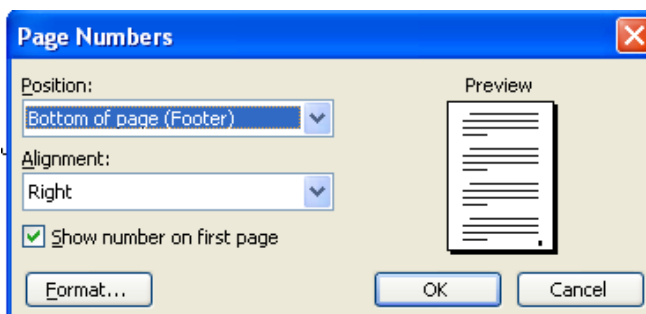 Page Numbers
Position:
Preview
Bottom of page (Footer)
Alignment:
Right
Show number on first page
Format...
OK
Cancel